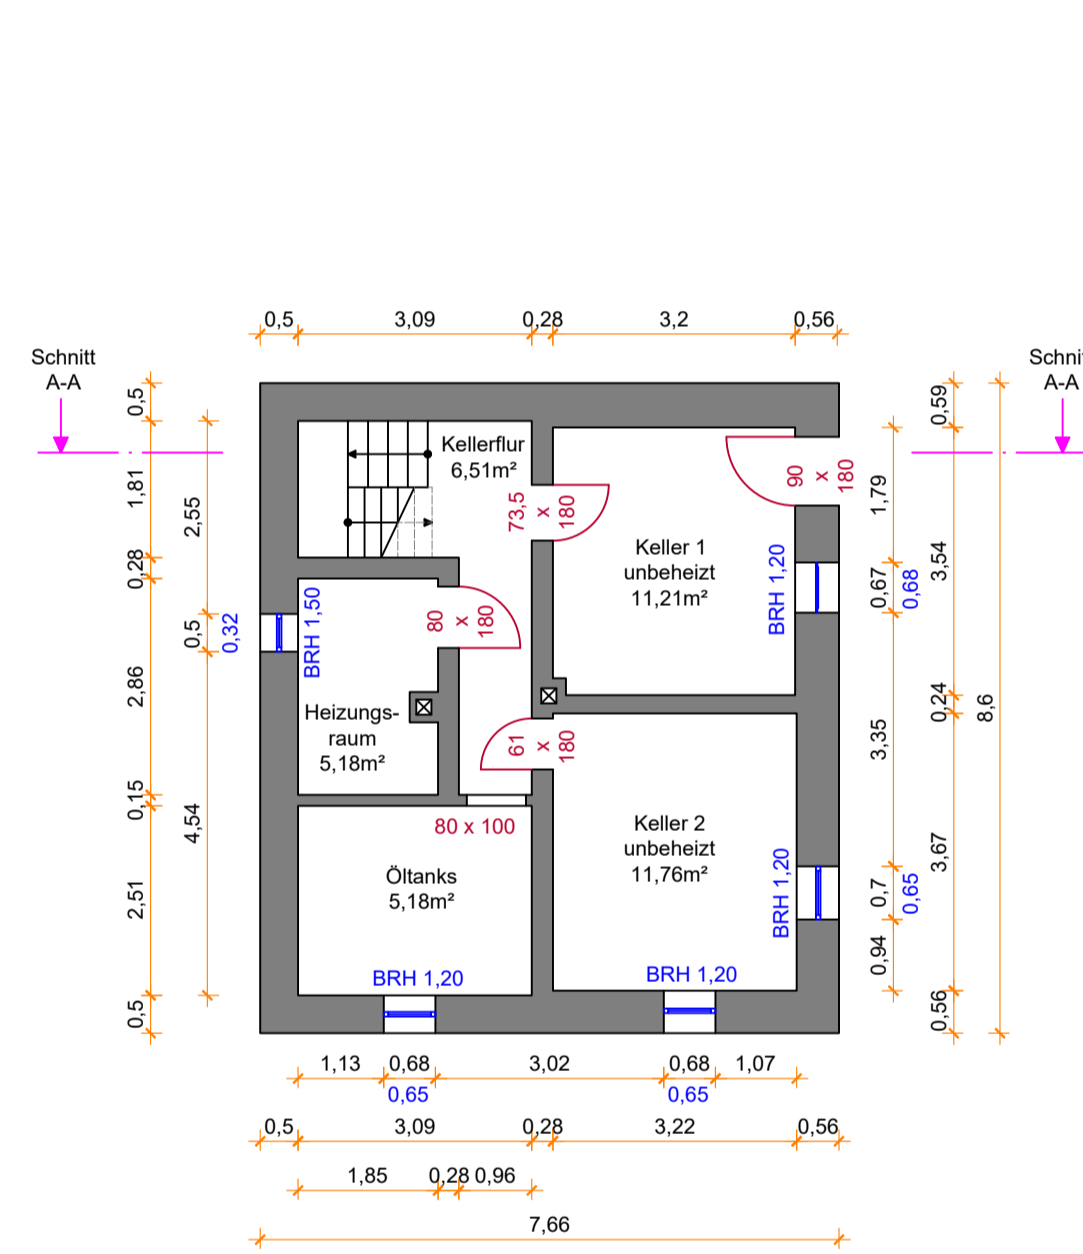 0,5
3,09
0,28
3,2
0,56
Schnitt
A-A
Schni
A-A
0,5
1,81
0,28
2,86
0,15
2,51
0,5
2,55
0,5
0,32
4,54
Kellerflur
6,51m²
73,5
x
180
90
x
180
Keller 1
unbeheizt
11,21m²
BRH 1,20
BRH 1,50
80
x
180
Heizungs-
raum
5,18m²
61
x
180
80 x 100
Keller 2
unbeheizt
11,76m²
BRH 1,20
Öltanks
5,18m²
BRH 1,20
BRH 1,20
1,79
0,67
0,68
3,35
0,7
0,65
0,94
0,59
3,54
0,24
3,67
0,56
8,6
1,13
0,68
3,02
0,68
1,07
0,65
0,65
0,5
3,09
0,28
3,22
0,56
1,85
0,28
0,96
7,66